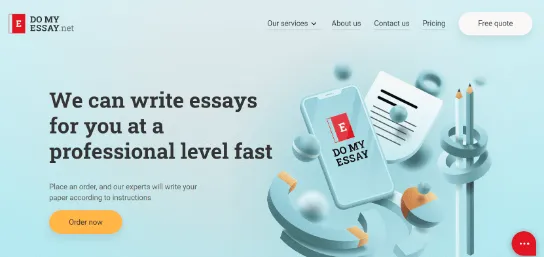 E
DO MY
ESSAY.net
Our services
About us
Contact us
Pricing
Free quote
We can write essays
for you at a
professional level fast
Place an order, and our experts will write your
paper according to instructions
Order now
E
DO MY
ESSAY